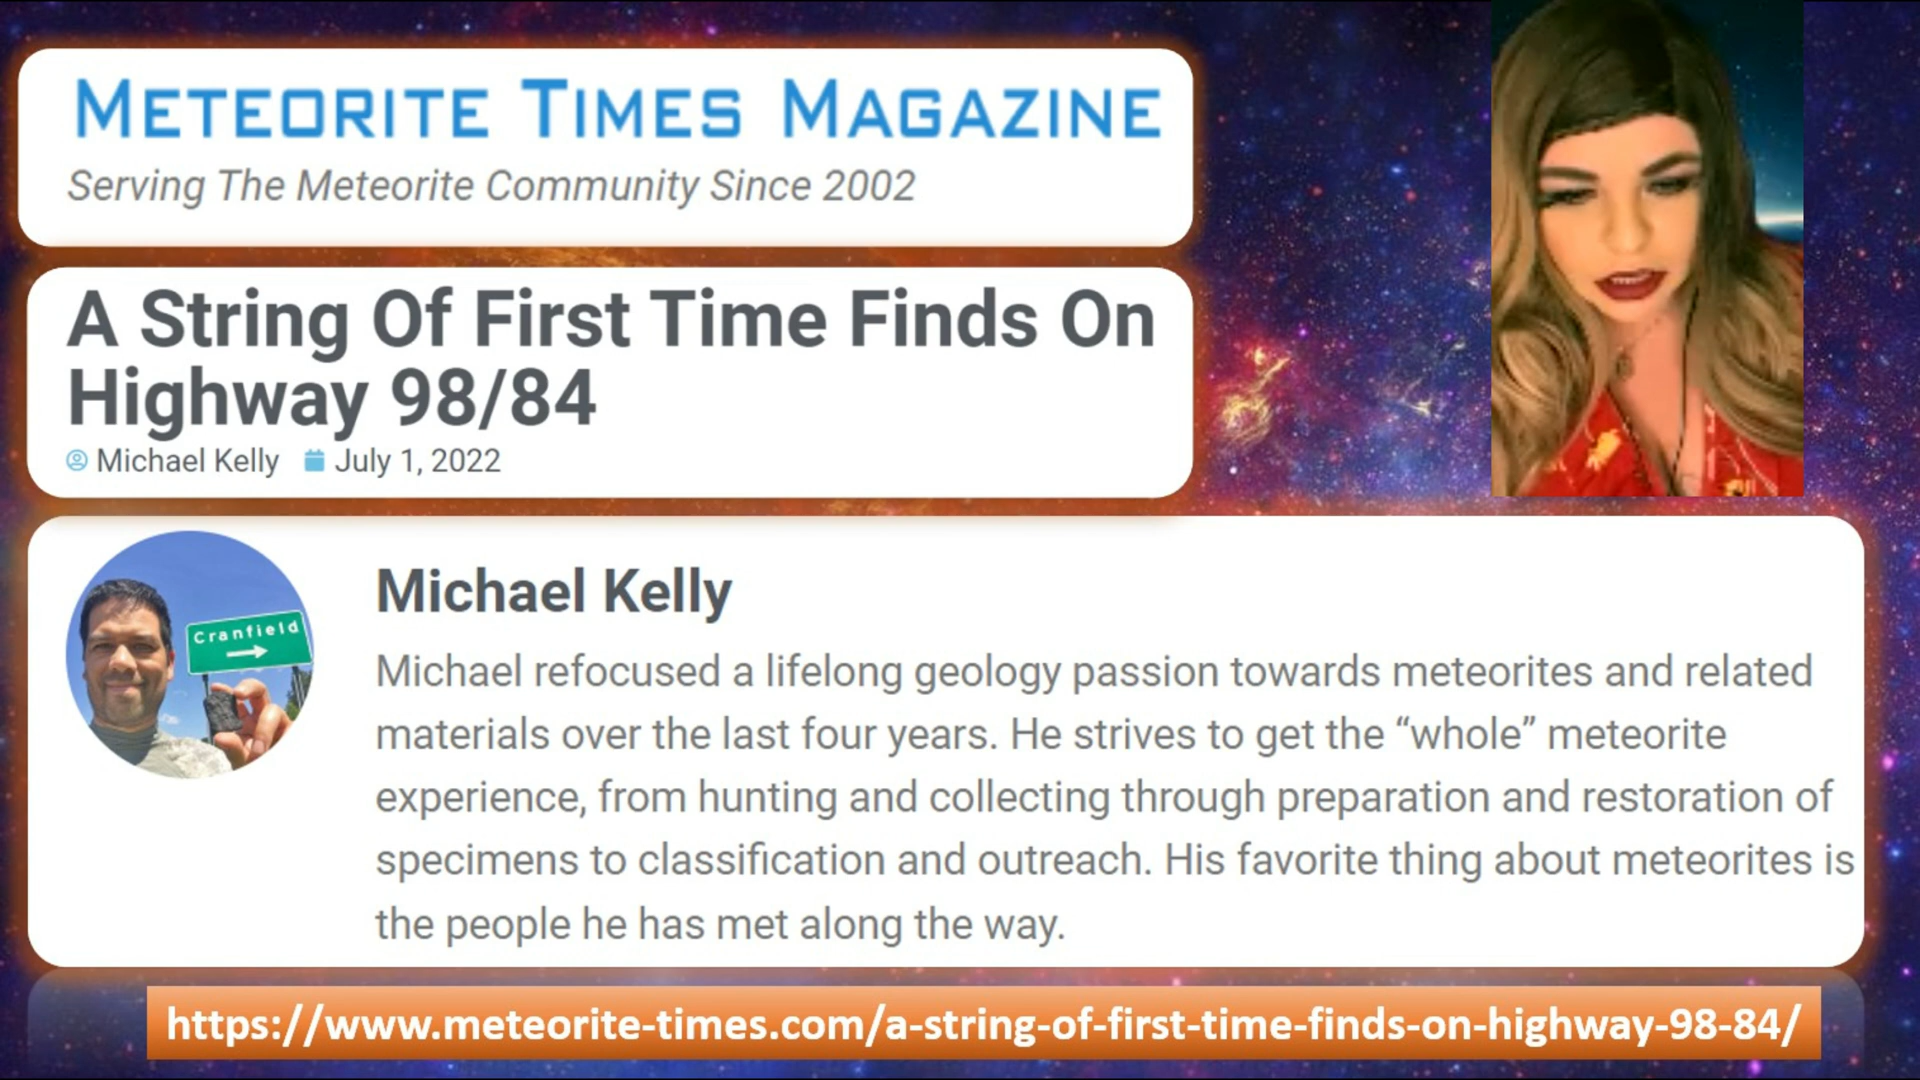 METEORITE TIMES MAGAZINE
Serving The Meteorite Community Since 2002
A String Of First Time Finds On
Highway 98/84
Michael Kelly July 1, 2022
Cranfield
Michael Kelly
Michael refocused a lifelong geology passion towards meteorites and related
materials over the last four years. He strives to get the “whole” meteorite
experience, from hunting and collecting through preparation and restoration of
specimens to classification and outreach. His favorite thing about meteorites is
the people he has met along the way.
https://www.meteorite-times.com/a-string-of-first-time-finds-on-highway-98-84/